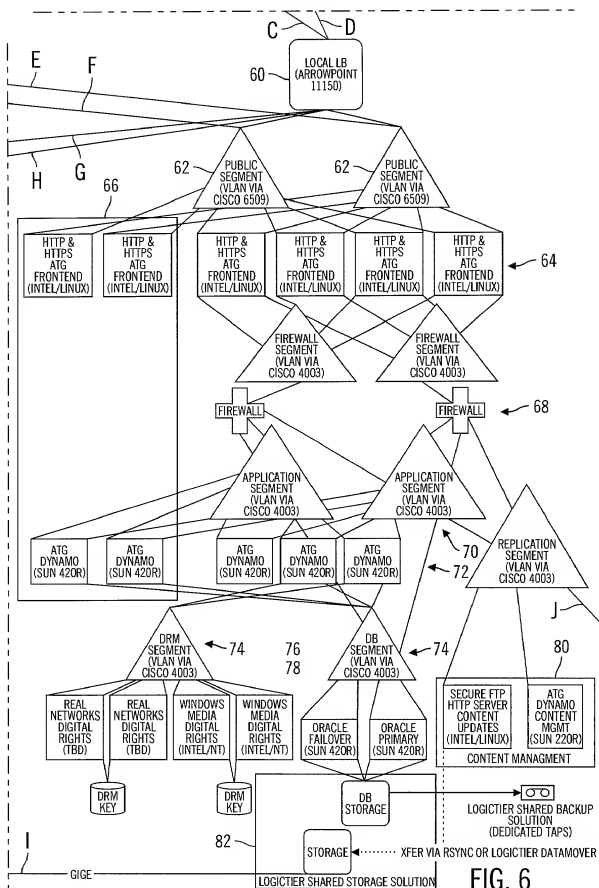 C
D
E
F
60
LOCAL LB
(ARROWPOINT
11150)
G
H
62
PUBLIC
SEGMENT
(VLAN VIA
CISCO 6509)
62
PUBLIC
SEGMENT
(VLAN VIA
CISCO 6509)
66
HTTP &
HTTPS
ATG
FRONTEND
(INTEL/LINUX)
HTTP &
HTTPS
ATG
FRONTEND
(INTEL/LINUX)
HTTP &
HTTPS
ATG
FRONTEND
(INTEL/LINUX)
HTTP &
HTTPS
ATG
FRONTEND
(INTEL/LINUX)
HTTP &
HTTPS
ATG
FRONTEND
(INTEL/LINUX)
HTTP &
HTTPS
ATG
FRONTEND
(INTEL/LINUX)
64
FIREWALL
SEGMENT
(VLAN VIA
CISCO 4003)
FIREWALL
SEGMENT
(VLAN VIA
CISCO 4003)
FIREWALL
FIREWALL
68
APPLICATION
SEGMENT
(VLAN VIA
CISCO 4003)
APPLICATION
SEGMENT
(VLAN VIA
CISCO 4003)
70
72
REPLICATION
SEGMENT
(VLAN VIA
CISCO 4003)
J
ATG
DYNAMO
(SUN 420R)
ATG
DYNAMO
(SUN 420R)
ATG
DYNAMO
(SUN 420R)
ATG
DYNAMO
(SUN 420R)
ATG
DYNAMO
(SUN 420R)
DRM
SEGMENT
(VLAN VIA
CISCO 4003)
74
76
78
DB
SEGMENT
(VLAN VIA
CISCO 4003)
74
80
REAL
NETWORKS
DIGITAL
RIGHTS
(TBD)
REAL
NETWORKS
DIGITAL
RIGHTS
(TBD)
WINDOWS
MEDIA
DIGITAL
RIGHTS
(INTEL/NT)
WINDOWS
MEDIA
DIGITAL
RIGHTS
(INTEL/NT)
ORACLE
FAILOVER
(SUN 420R)
ORACLE
PRIMARY
(SUN 420R)
SECURE FTP
HTTP SERVER
CONTENT
UPDATES
(INTEL/LINUX)
ATG
DYNAMO
CONTENT
MGMT
(SUN 220R)
CONTENT MANAGMENT
DRM
KEY
DRM
KEY
DB
STORAGE
LOGICTIER SHARED BACKUP
SOLUTION
(DEDICATED TAPS)
82
STORAGE
XFER VIA RSYNC OR LOGICTIER DATAMOVER
I
GIGE
LOGICTIER SHARED STORAGE SOLUTION
FIG. 6